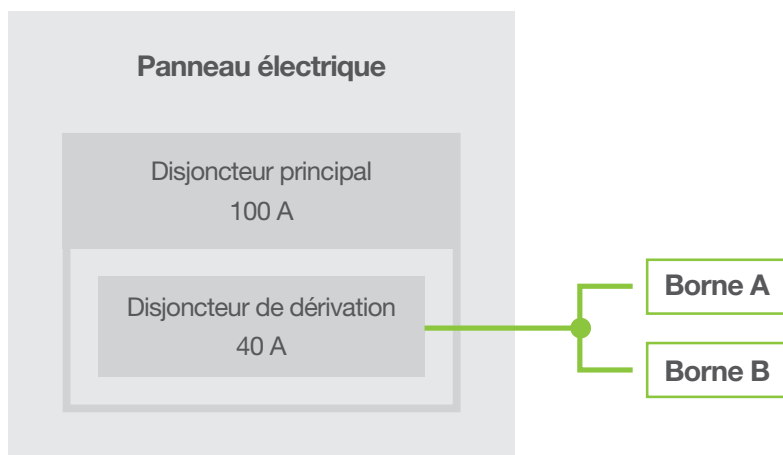 Panneau électrique
Disjoncteur principal
100 A
Disjoncteur de dérivation
40 A
Borne A
Borne B